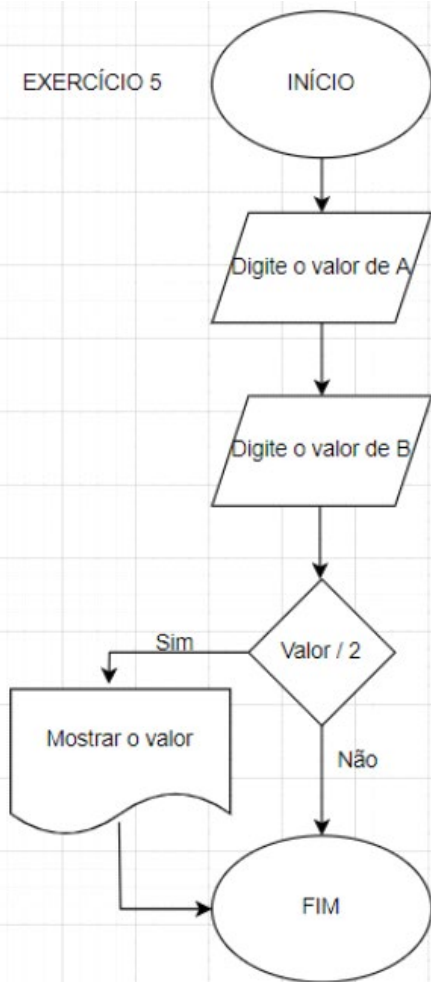 EXERCÍCIO 5
INÍCIO
Digite o valor de A
Digite o valor de B
Valor / 2
Sim
Mostrar o valor
Não
FIM